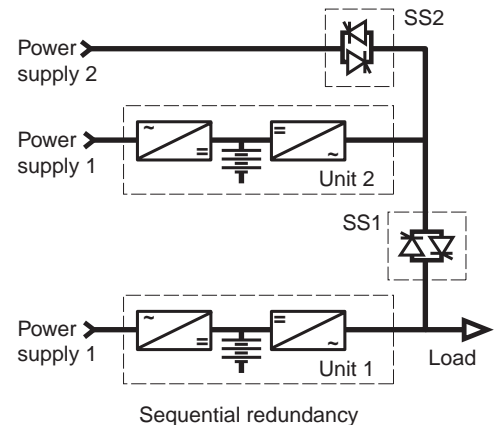 SS2
Power
supply 2
~
=
=
~
Power
supply 1
Unit 2
SS1
~
=
=
~
Power
supply 1
Unit 1
Load
Sequential redundancy